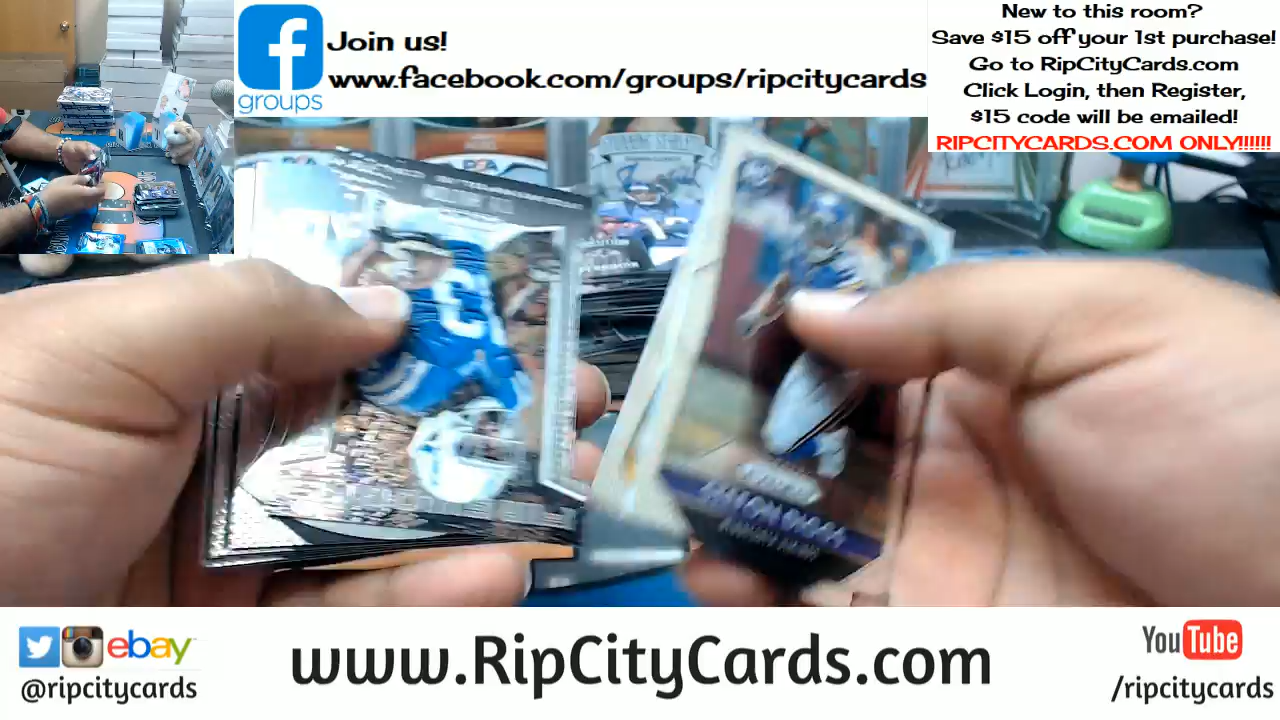 Join us!
www.facebook.com/groups/ripcitycards
groups
New to this room?
Save $15 off your 1st purchase!
Go to RipCityCards.com
Click Login, then Register,
$15 code will be emailed!
RIPCITYCARDS.COM ONLY!!!!!!
ebay
@ripcitycards
www.RipCityCards.com
YouTube
/ripcitycards